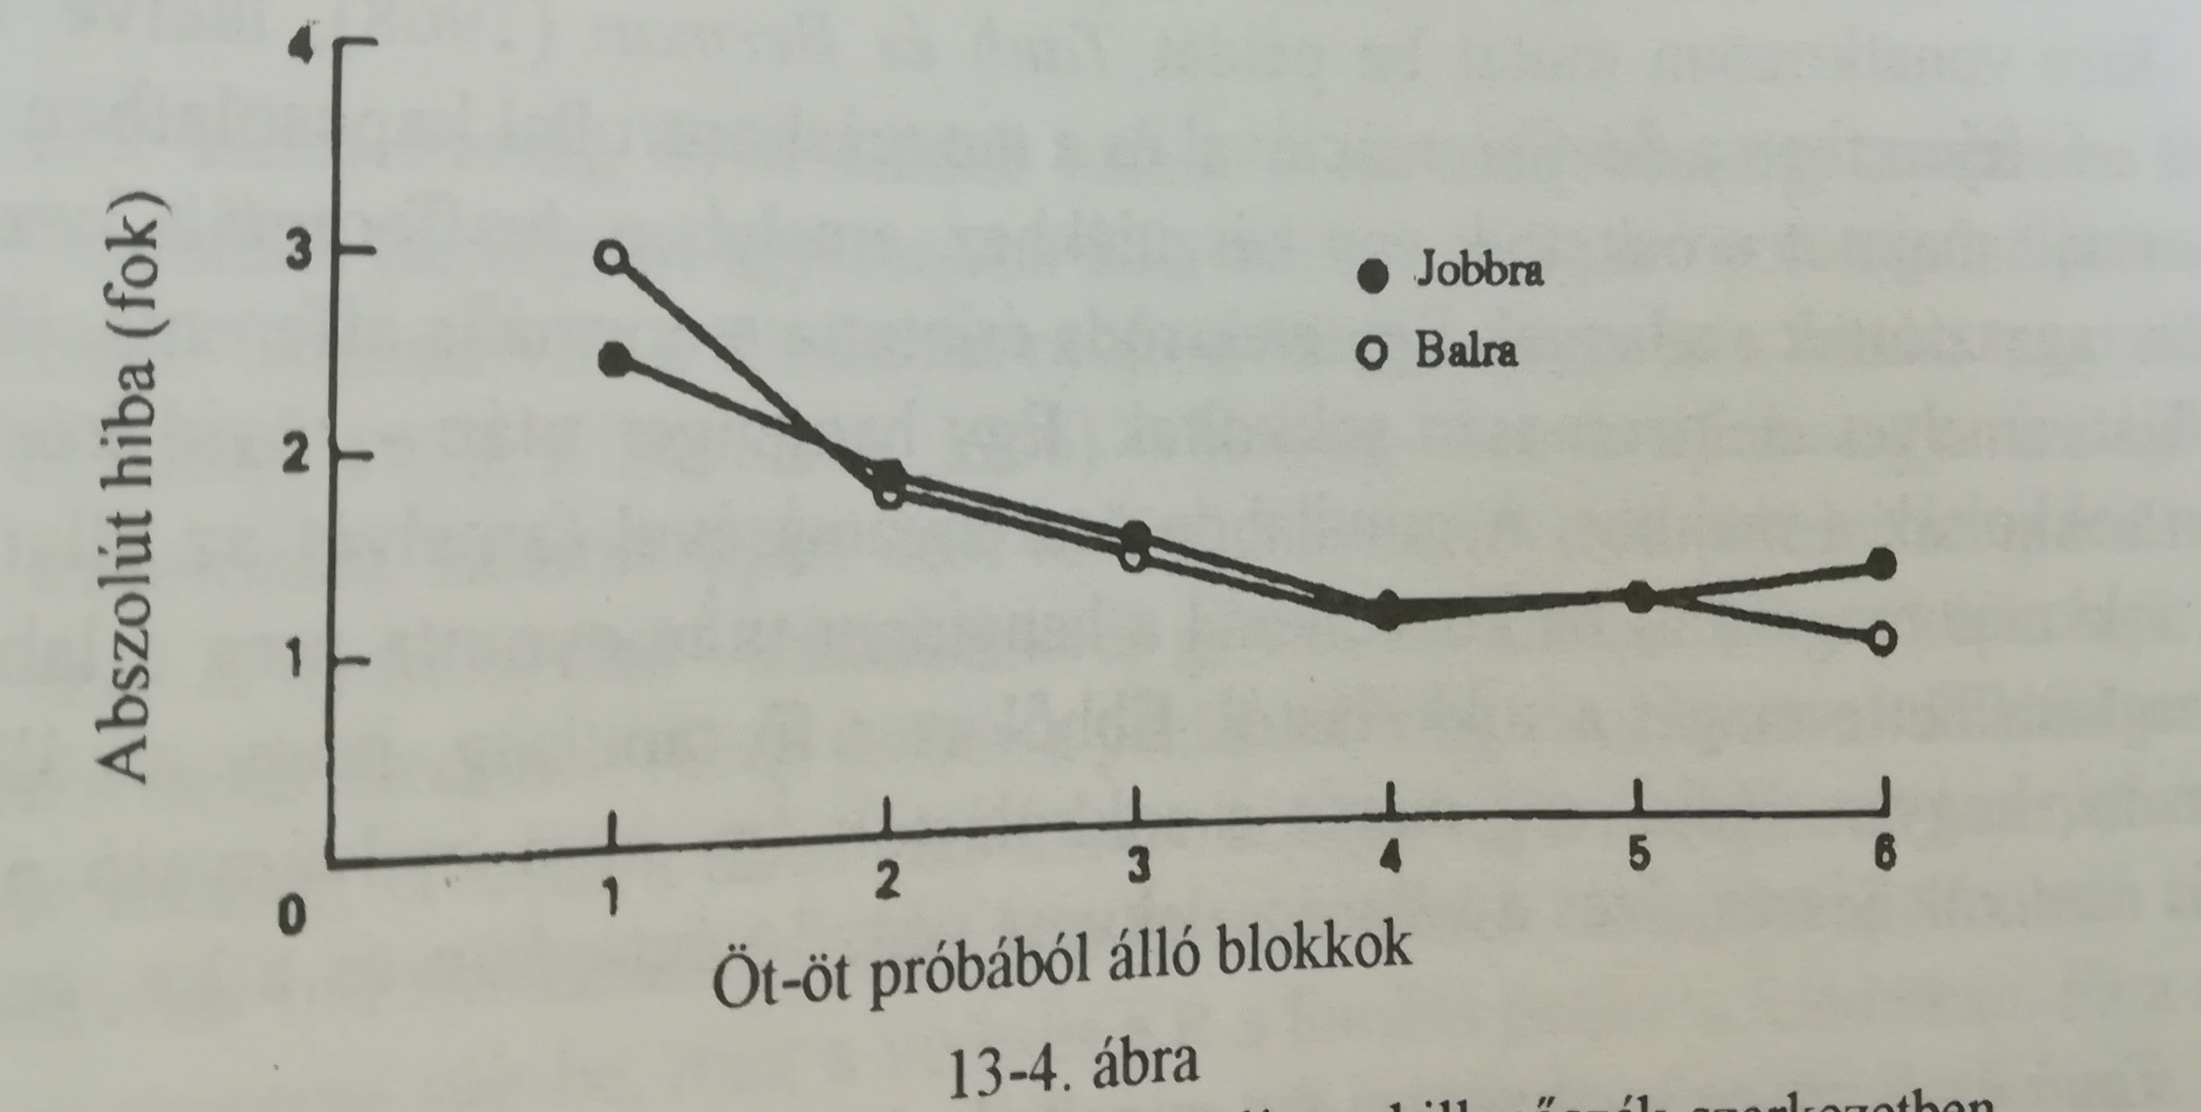 4
3
2
1
0
Abszolút hiba (fok)
Jobbra
Balra
1 2 3 4 5 6
Öt-öt próbából álló blokkok
13-4. ábra
szerkezetben